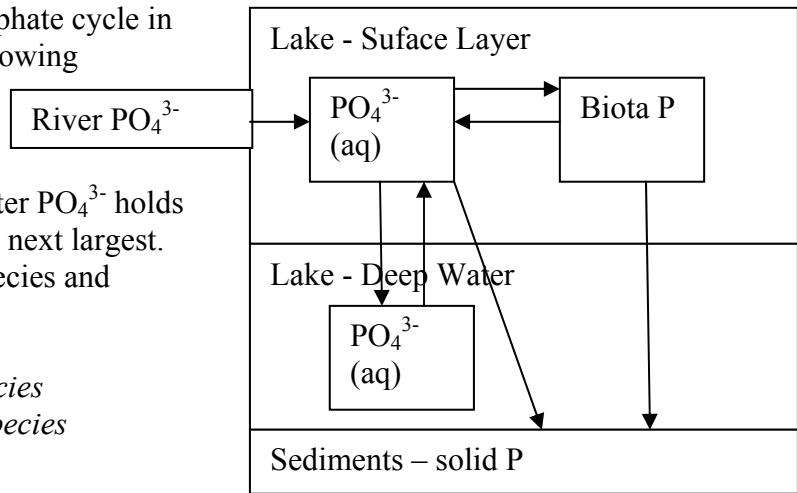 phate cycle in
owing
ter PO₄³⁻ holds
next largest.
ecies and
cies
pecies
Lake - Suface Layer
River PO₄³⁻
PO₄³⁻
(aq)
Biota P
Lake - Deep Water
PO₄³⁻
(aq)
Sediments – solid P